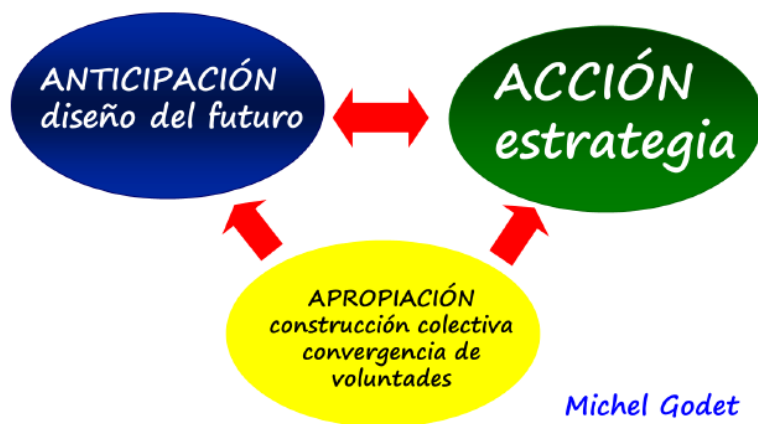 ANTICIPACIÓN
diseño del futuro
ACCIÓN
estrategia
APROPIACIÓN
construcción colectiva
convergencia de
voluntades
Michel Godet